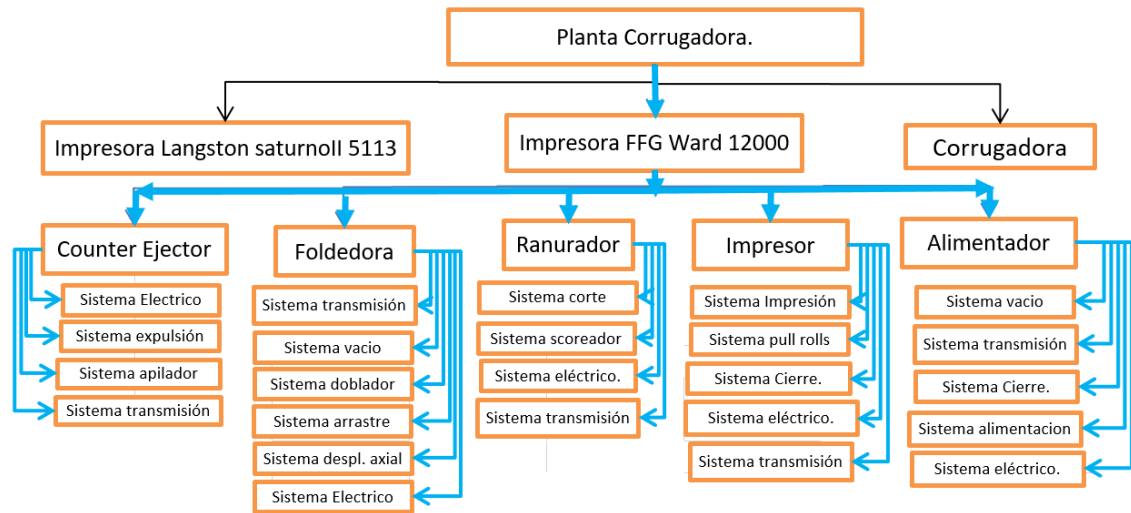 Planta Corrugadora.
Impresora Langston saturnoII 5113
Impresora FFG Ward 12000
Corrugadora
Counter Ejector
Sistema Electrico
Sistema expulsión
Sistema apilador
Sistema transmisión
Foldedora
Sistema transmisión
Sistema vacio
Sistema doblador
Sistema arrastre
Sistema despl. axial
Sistema Electrico
Ranurador
Sistema corte
Sistema scoreador
Sistema eléctrico.
Sistema transmisión
Impresor
Sistema Impresión
Sistema pull rolls
Sistema Cierre.
Sistema eléctrico.
Sistema transmisión
Alimentador
Sistema vacio
Sistema transmisión
Sistema Cierre.
Sistema alimentacion
Sistema eléctrico.